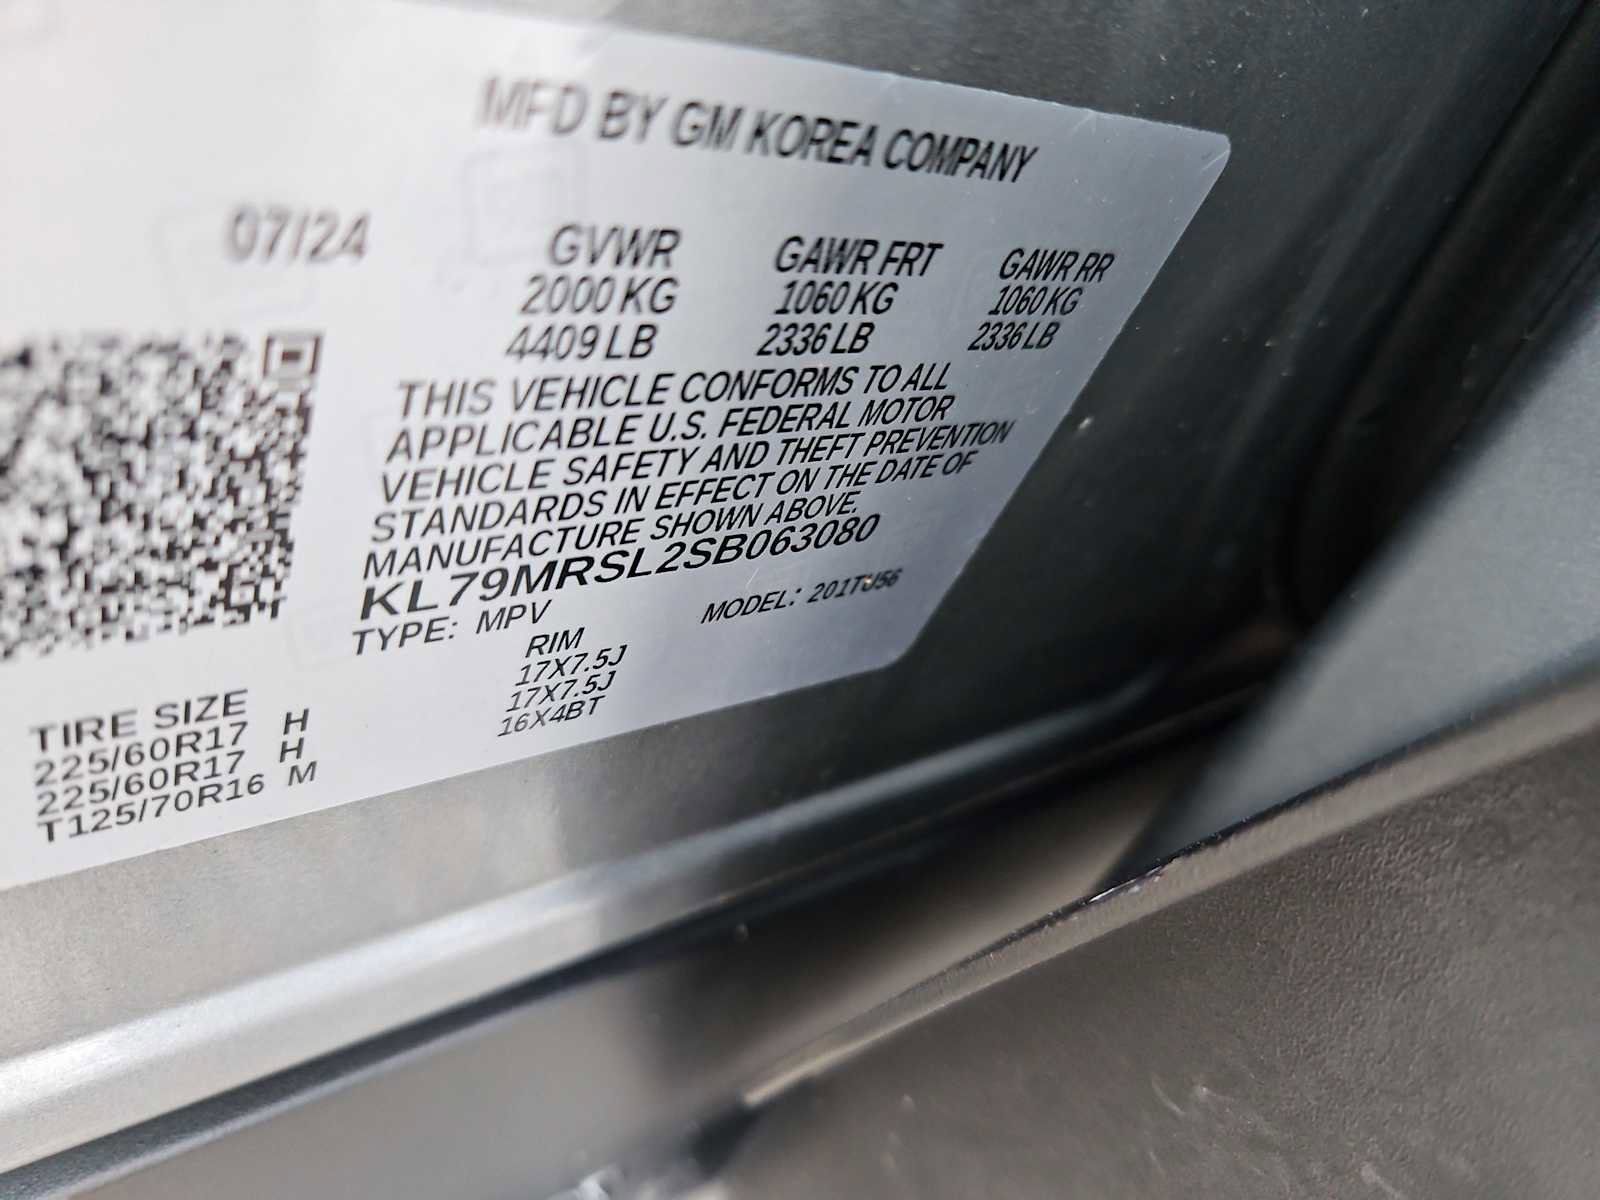 MFD BY GM KOREA COMPANY
07/24 GVWR GAWR FRT GAWR RR
2000 KG 1060 KG 1060 KG
4409 LB 2336 LB 2336 LB
THIS VEHICLE CONFORMS TO ALL
APPLICABLE U.S. FEDERAL MOTOR
VEHICLE SAFETY AND THEFT PREVENTION
STANDARDS IN EFFECT ON THE DATE OF
MANUFACTURE SHOWN ABOVE.
KL79MRSL2SB063080
TYPE: MPV MODEL: 201TU56
TIRE SIZE RIM
225/60R17 H 17X7.5J
225/60R17 H 17X7.5J
T125/70R16 M 16X4BT